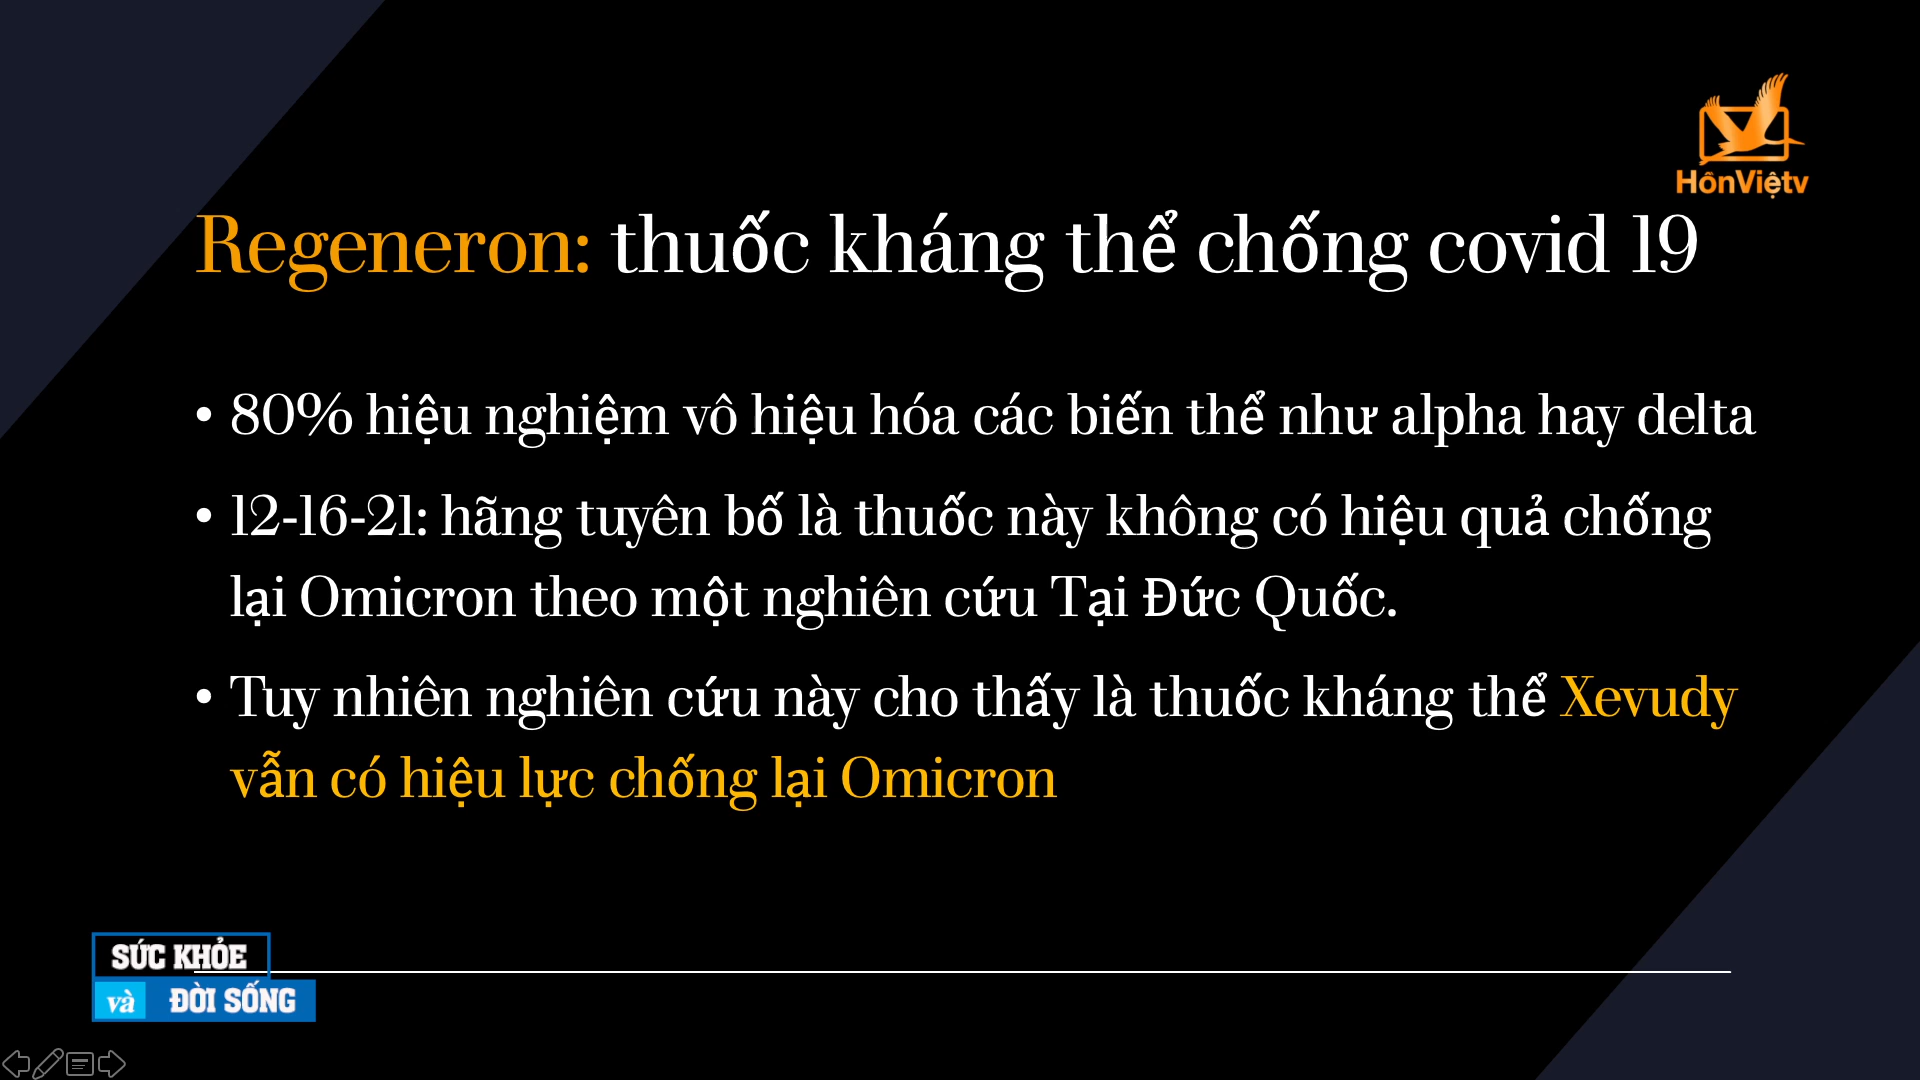 HồnViệtv
Regeneron: thuốc kháng thể chống covid 19
• 80% hiệu nghiệm vô hiệu hóa các biến thể như alpha hay delta
• 12-16-21: hãng tuyên bố là thuốc này không có hiệu quả chống
lại Omicron theo một nghiên cứu Tại Đức Quốc.
• Tuy nhiên nghiên cứu này cho thấy là thuốc kháng thể Xevudy
vẫn có hiệu lực chống lại Omicron
SỨC KHỎE
và ĐỜI SỐNG